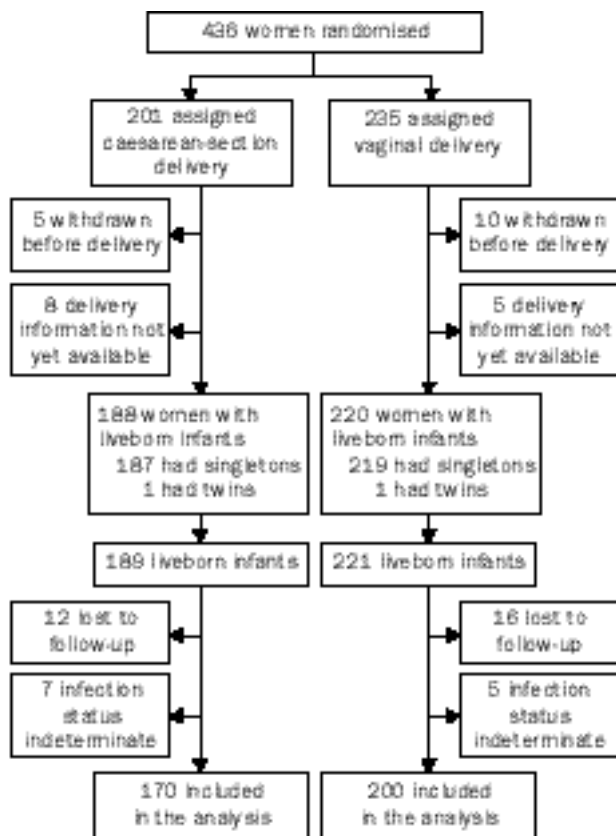 436 women randomised
201 assigned
caesarean-section
delivery
235 assigned
vaginal delivery
5 withdrawn
before delivery
10 withdrawn
before delivery
8 delivery
information not
yet available
5 delivery
information not
yet available
188 women with
liveborn infants
187 had singletons
1 had twins
220 women with
liveborn infants
219 had singletons
1 had twins
189 liveborn infants
221 liveborn infants
12 lost to
follow-up
16 lost to
follow-up
7 infection
status
indeterminate
5 infection
status
indeterminate
170 included
in the analysis
200 included
in the analysis